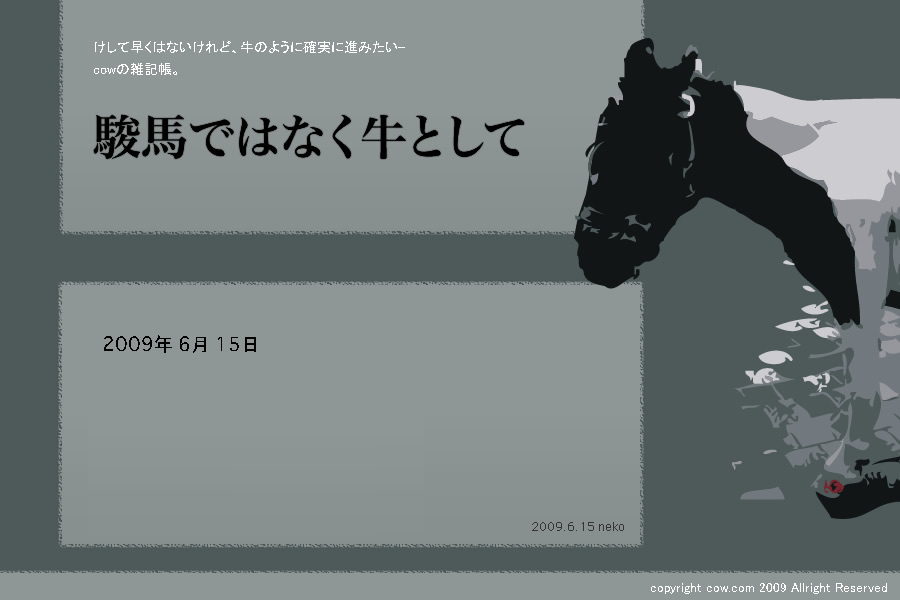 けして早くはないけれど、牛のように確実に進みたい-
cowの雑記帳。
駿馬ではなく牛として
2009年 6月 15日
2009.6.15 neko
copyright cow.com 2009 Allright Reserved